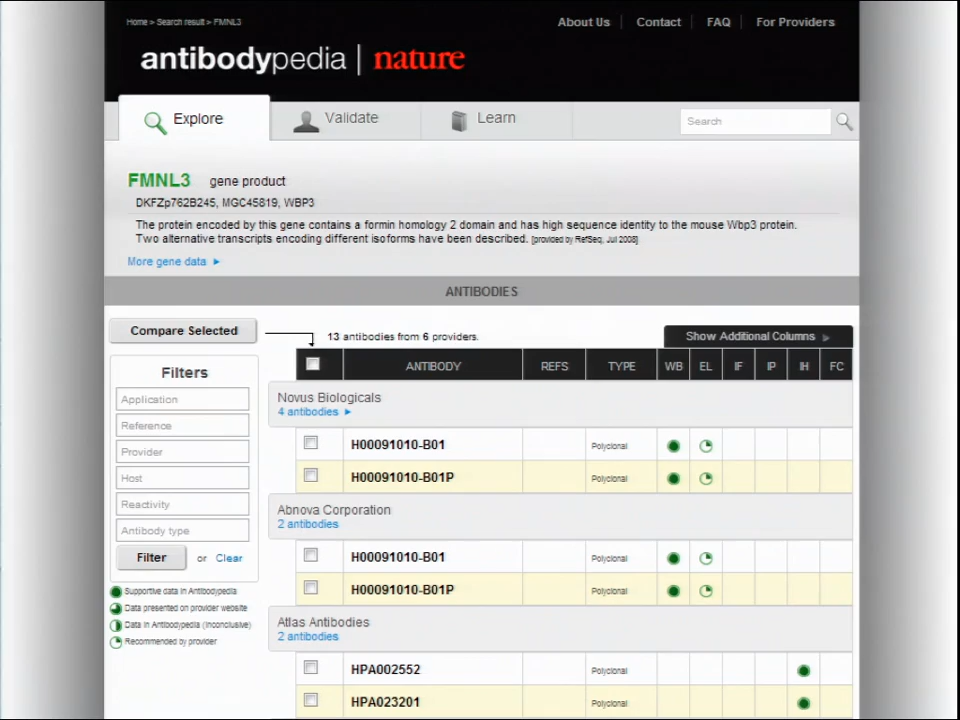 Home > Search result > FMNL3
About Us | Contact | FAQ | For Providers
antibodypedia | nature
Explore
Validate
Learn
Search
FMNL3 gene product
DKFZp762B245, MGC45819, WBP3
The protein encoded by this gene contains a formin homology 2 domain and has high sequence identity to the mouse Wbp3 protein.
Two alternative transcripts encoding different isoforms have been described. [provided by RefSeq, Jul 2008]
More gene data
ANTIBODIES
Compare Selected
13 antibodies from 6 providers.
Show Additional Columns
Filters
Application
Reference
Provider
Host
Reactivity
Antibody type
Filter or Clear
Supportive data in Antibodypedia
Data presented on provider website
Data in Antibodypedia (inconclusive)
Recommended by provider
ANTIBODY REFS TYPE WB EL IF IP IH FC
Novus Biologicals
4 antibodies
H00091010-B01 Polyclonal
H00091010-B01P Polyclonal
Abnova Corporation
2 antibodies
H00091010-B01 Polyclonal
H00091010-B01P Polyclonal
Atlas Antibodies
2 antibodies
HPA002552 Polyclonal
HPA023201 Polyclonal